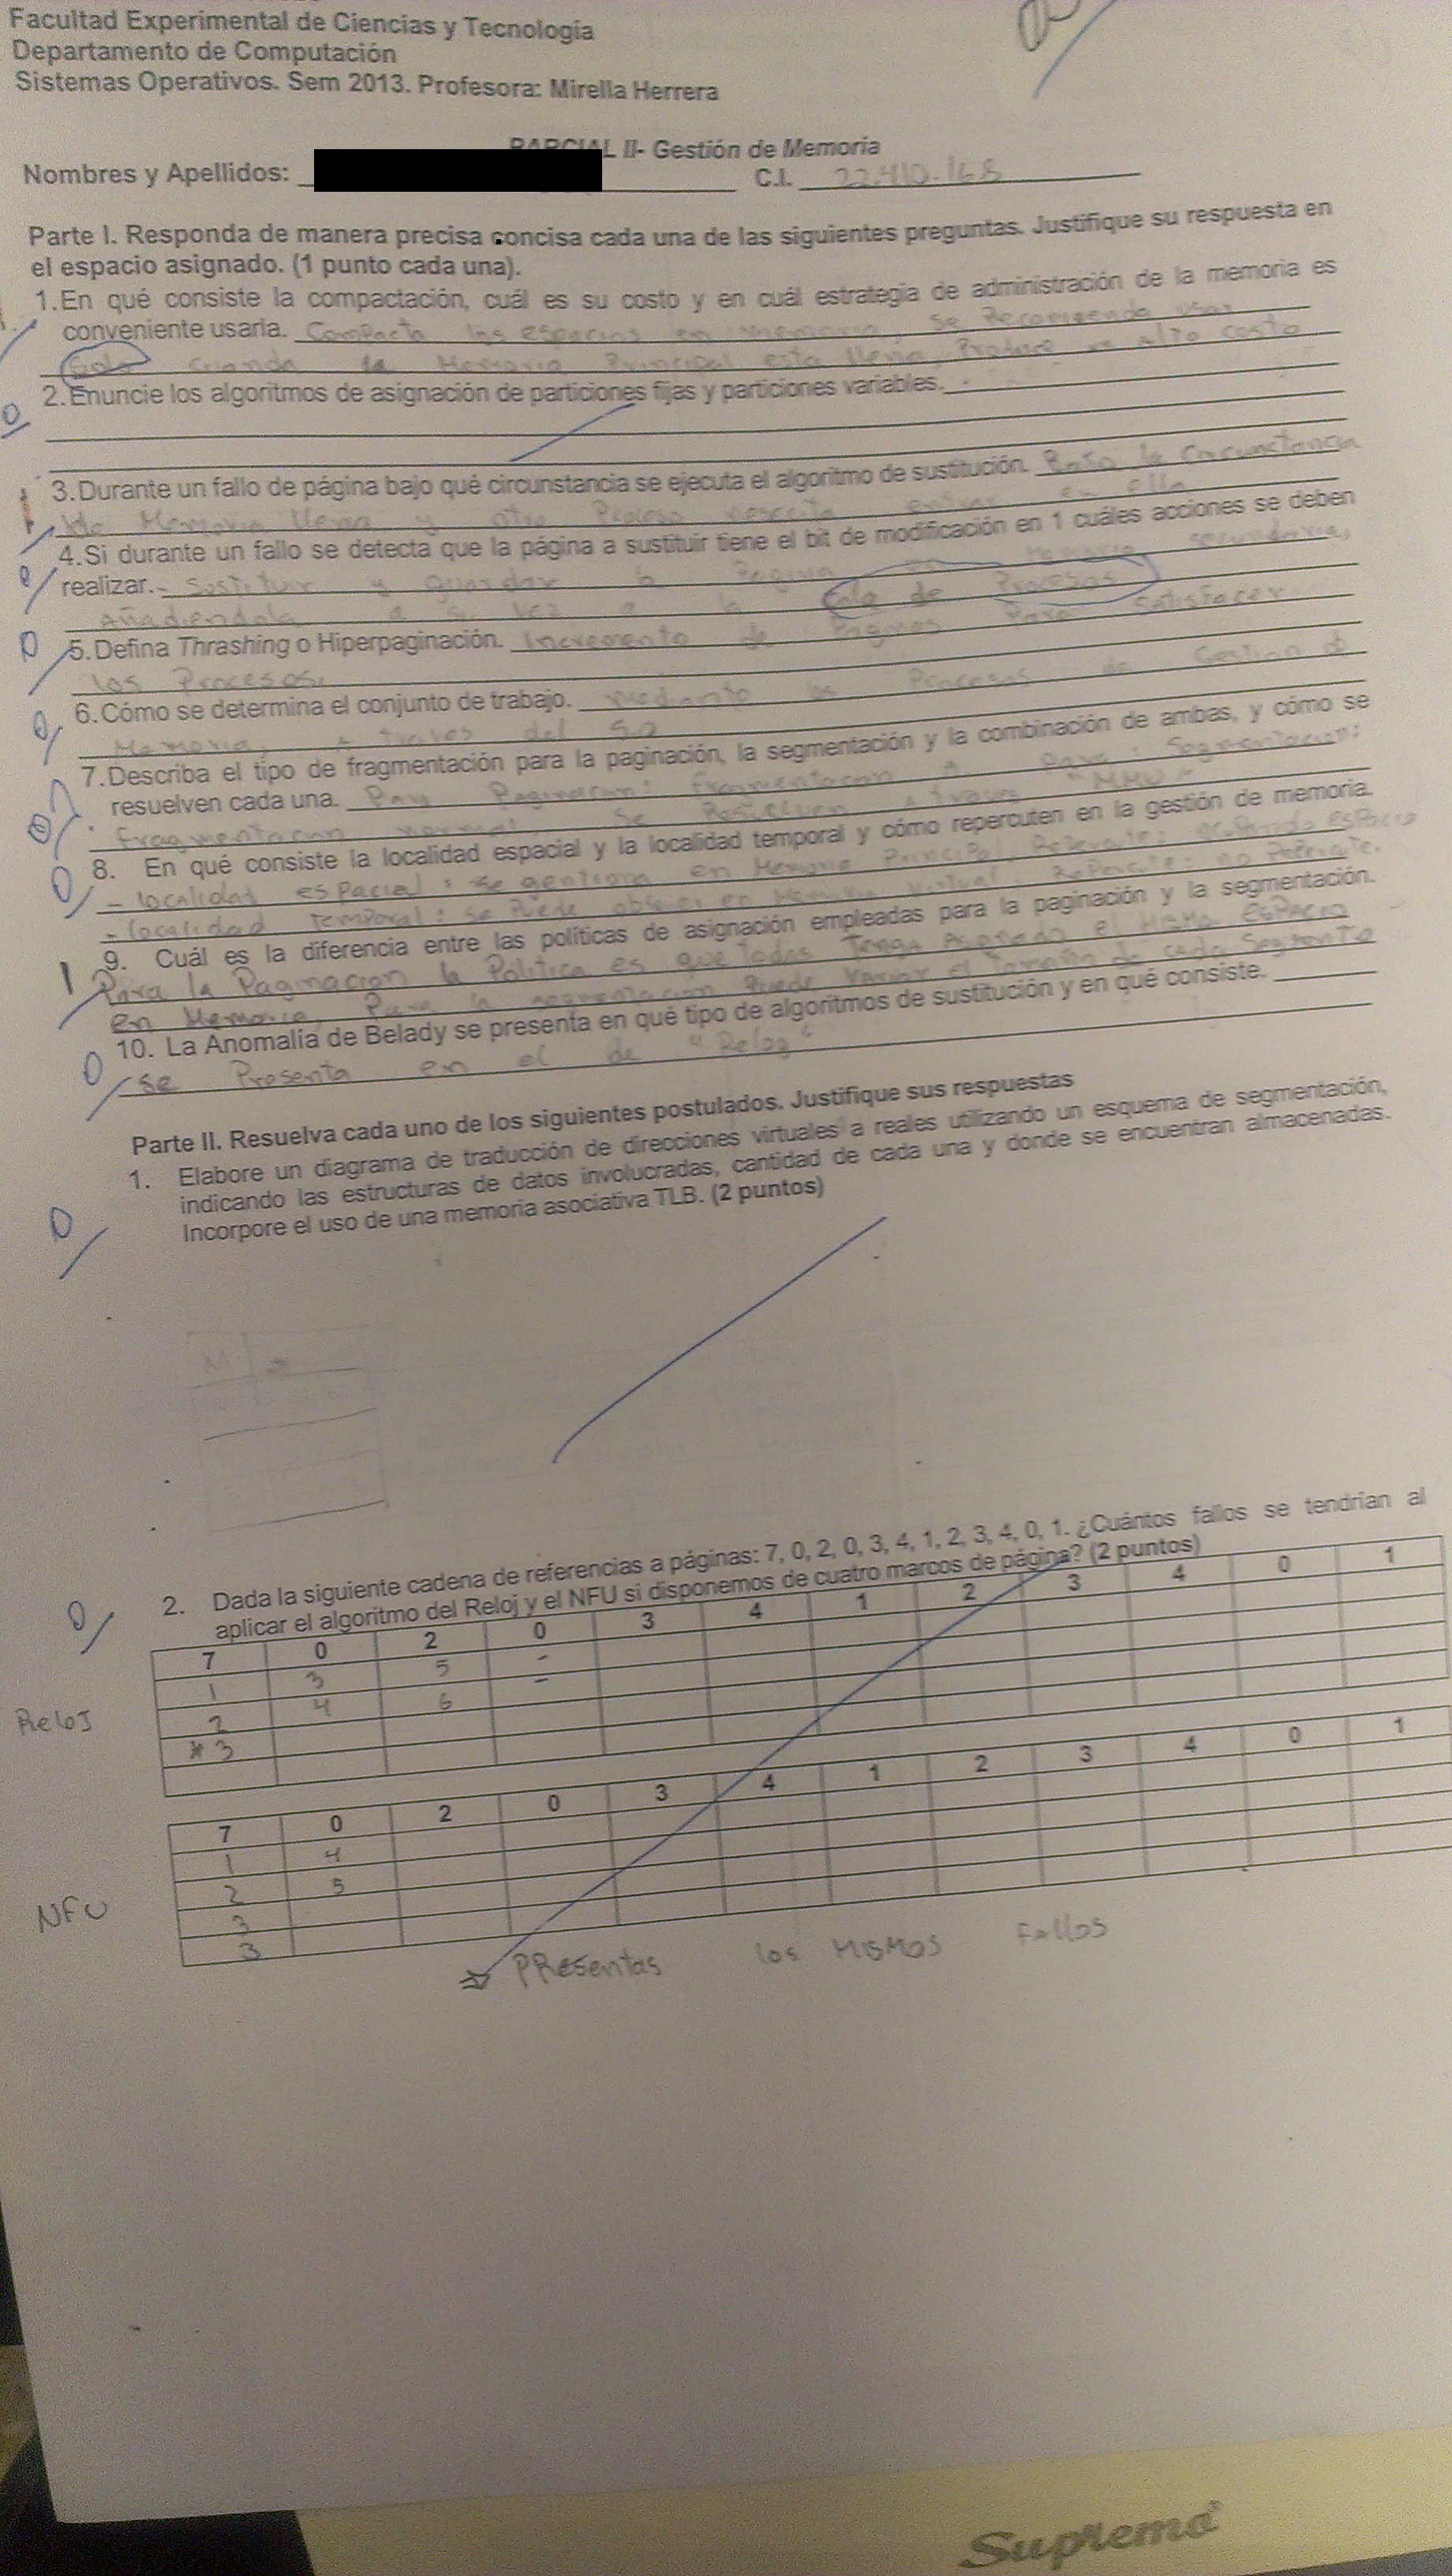 Facultad Experimental de Ciencias y Tecnología
Departamento de Computación
Sistemas Operativos. Sem 2013. Profesora: Mirella Herrera
PARCIAL II- Gestión de Memoria
Nombres y Apellidos: C.I. 22.410.168
Parte I. Responda de manera precisa concisa cada una de las siguientes preguntas. Justifique su respuesta en
el espacio asignado. (1 punto cada una).
1.En qué consiste la compactación, cuál es su costo y en cuál estrategia de administración de la memoria es
conveniente usarla. Compacta los espacios en memoria, se Recomienda usar
Solo cuando la Memoria Principal esta llena, Produce un Alto costo
2.Enuncie los algoritmos de asignación de particiones fijas y particiones variables.
3.Durante un fallo de página bajo qué circunstancia se ejecuta el algoritmo de sustitución. Bajo la Circunstancia
de Memoria llena y otro Proceso necesita entrar en ella
4.Si durante un fallo se detecta que la página a sustituir tiene el bit de modificación en 1 cuáles acciones se deben
realizar. Sustituir y guardar la Pagina en memoria secundaria,
Añadiendola a su vez a la Cola de Procesos
5.Defina Thrashing o Hiperpaginación. Incremento de Paginas Para satisfacer
los Procesos.
6.Cómo se determina el conjunto de trabajo. mediante los Procesos de Gestion de
Memoria, a traves del S.O
7.Describa el tipo de fragmentación para la paginación, la segmentación y la combinación de ambas, y cómo se
resuelven cada una. Para Paginacion: fragmentacion Para: Segmentacion:
fragmentacion normal. Se Resuelven a traves "MMU"
8. En qué consiste la localidad espacial y la localidad temporal y cómo repercuten en la gestión de memoria.
- localidad espacial: se gestiona en Memoria Principal. Repercute: ocupando espacio
- localidad temporal: se Puede obtener en Memoria virtual. Repercute: no Repercute.
9. Cuál es la diferencia entre las políticas de asignación empleadas para la paginación y la segmentación.
Para la Paginacion la Politica es que todas Tenga Asignado el Mismo espacio
en Memoria, Para la segmentacion Puede variar el Tamaño de cada Segmento
10. La Anomalía de Belady se presenta en qué tipo de algoritmos de sustitución y en qué consiste.
se Presenta en el de "Reloj"
Parte II. Resuelva cada uno de los siguientes postulados. Justifique sus respuestas
1. Elabore un diagrama de traducción de direcciones virtuales a reales utilizando un esquema de segmentación,
indicando las estructuras de datos involucradas, cantidad de cada una y donde se encuentran almacenadas.
Incorpore el uso de una memoria asociativa TLB. (2 puntos)
2. Dada la siguiente cadena de referencias a páginas: 7, 0, 2, 0, 3, 4, 1, 2, 3, 4, 0, 1. ¿Cuántos fallos se tendrían al
aplicar el algoritmo del Reloj y el NFU si disponemos de cuatro marcos de página? (2 puntos)
7 0 2 0 3 4 1 2 3 4 0 1
1 3 5 -
2 4 6 -
* 3
Reloj
7 0 2 0 3 4 1 2 3 4 0 1
1 4
2 5
3
3
NFU
PResentas los MISMOS Fallos
Supremo